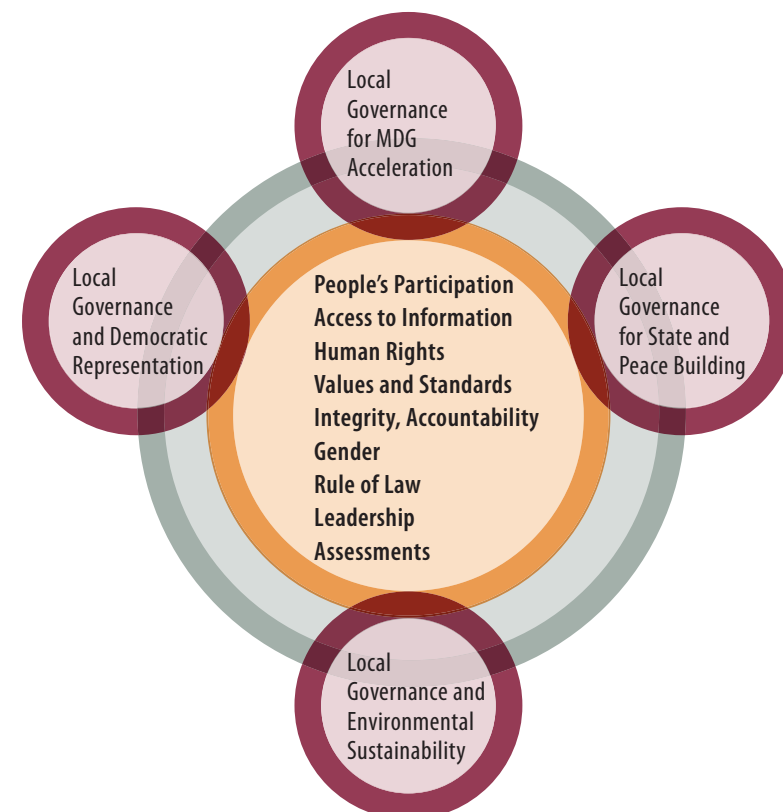 Local
Governance
for MDG
Acceleration
Local
Governance
and Democratic
Representation
People’s Participation
Access to Information
Human Rights
Values and Standards
Integrity, Accountability
Gender
Rule of Law
Leadership
Assessments
Local
Governance
for State and
Peace Building
Local
Governance and
Environmental
Sustainability